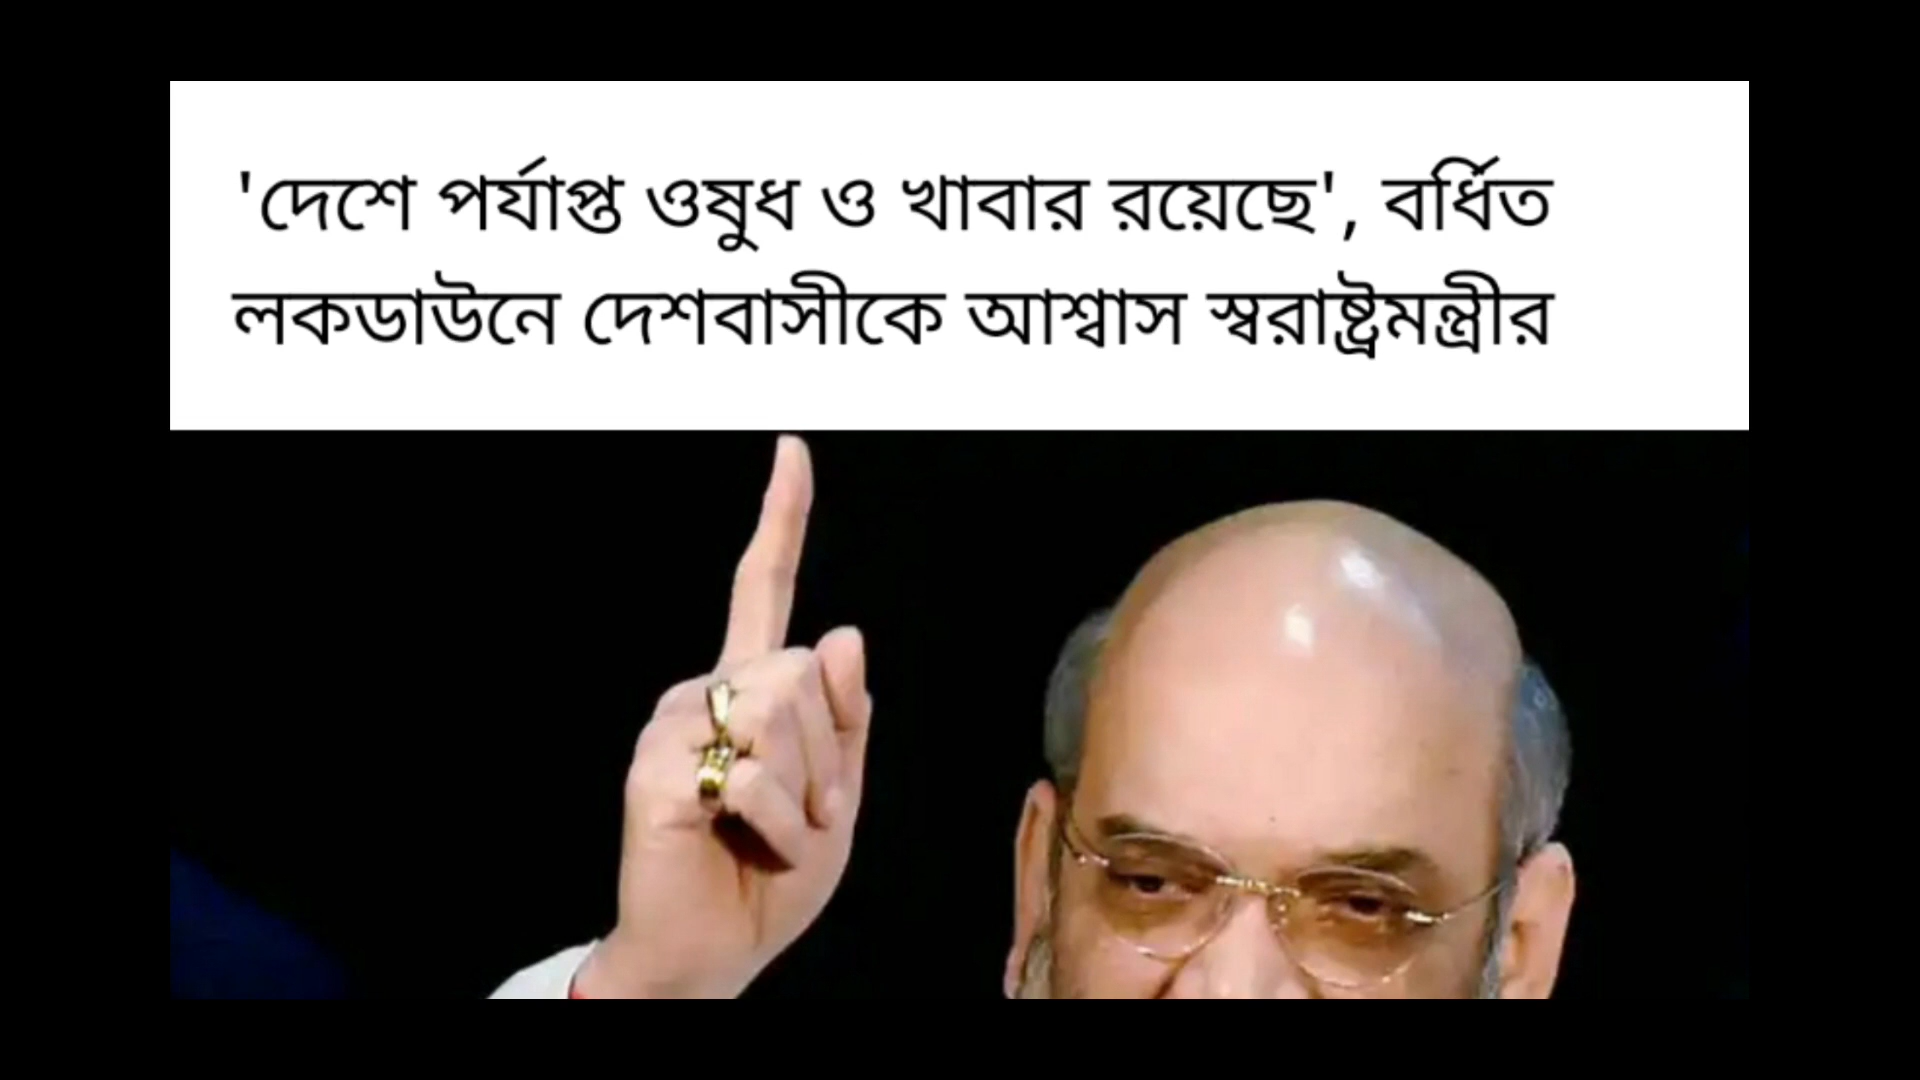 'দেশে পর্যাপ্ত ওষুধ ও খাবার রয়েছে', বর্ধিত
লকডাউনে দেশবাসীকে আশ্বাস স্বরাষ্ট্রমন্ত্রীর